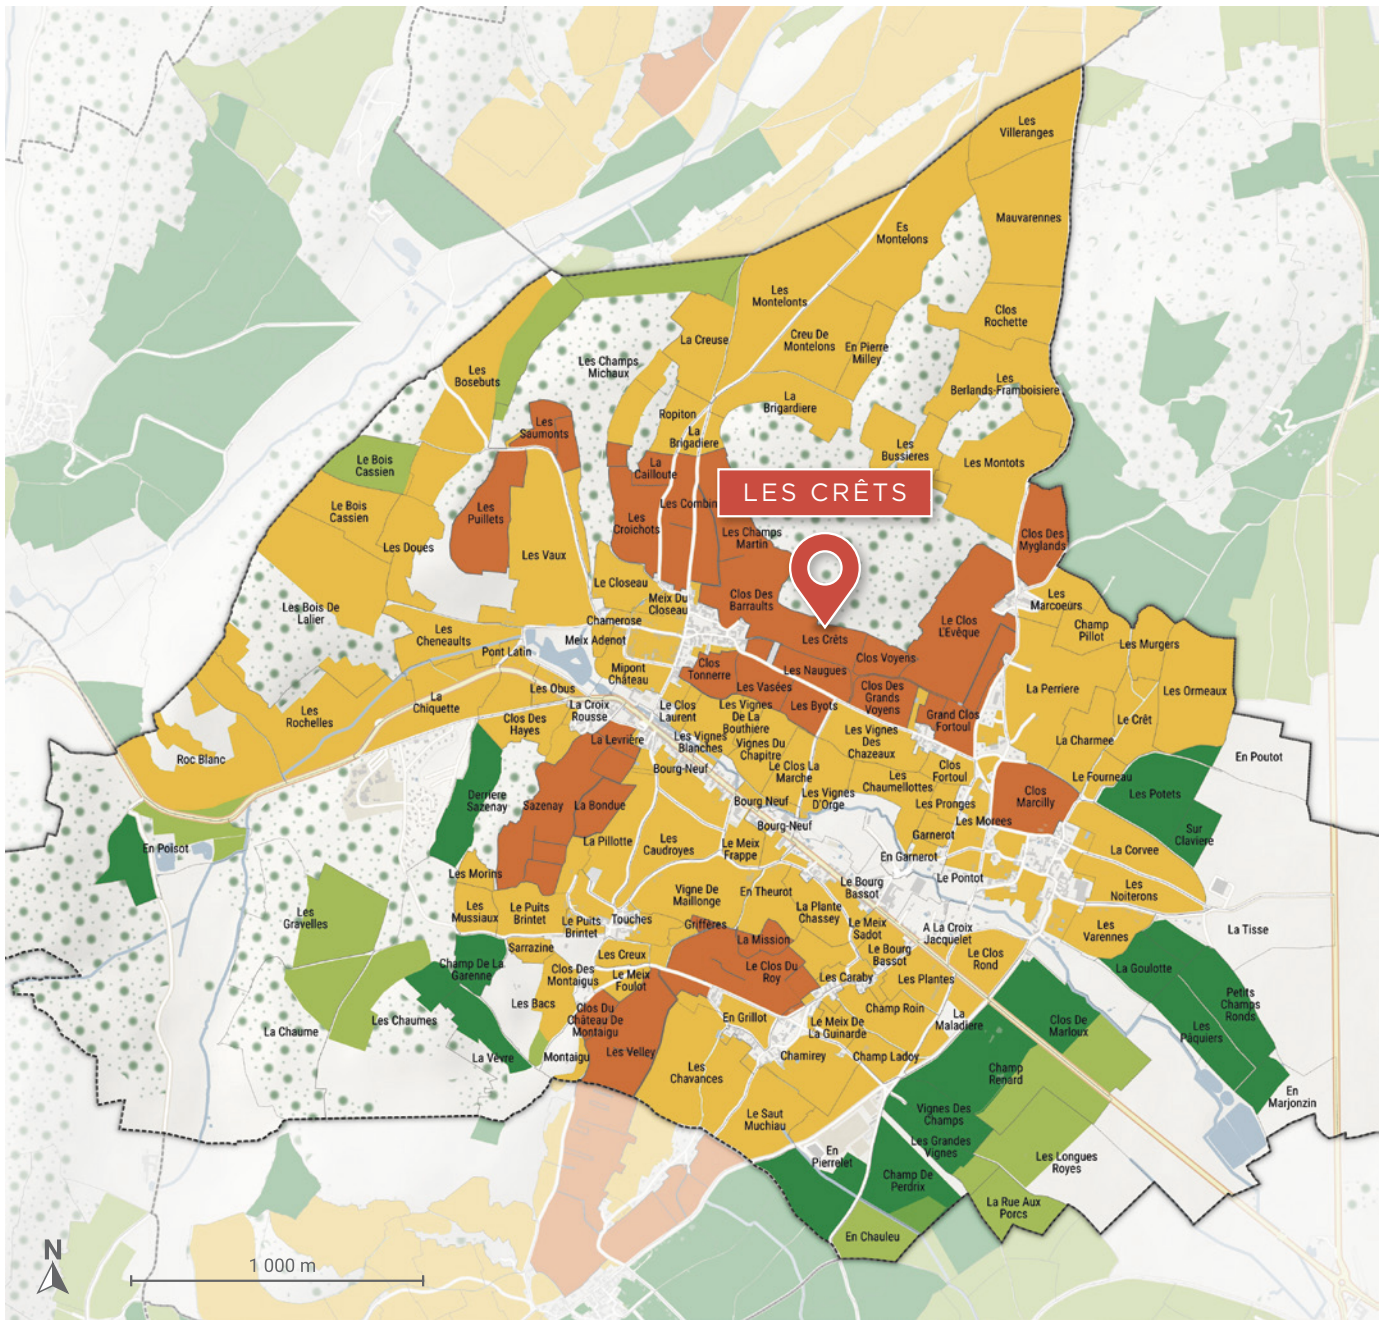 Les
Villeranges
Mauvarennes
Es
Montelons
Les
Montelonts
Clos
Rochette
Creu De
Montelons
En Pierre
Milley
La Creuse
Les Champs
Michaux
Les
Bosebuts
Les
Berlands-Framboisiere
La
Brigardiere
Ropiton
La
Brigadiere
Les
Saumonts
Les
Bussieres
Les Montots
Le Bois
Cassien
La
Cailloute
LES CRÊTS
Les Combin
Les
Puillets
Le Bois
Cassien
Les
Croichots
Les Champs
Martin
Clos Des
Myglands
Les Doues
Les Vaux
Le Closeau
Meix Du
Closeau
Clos Des
Barraults
Les
Marcoeurs
Les Bois De
Lalier
Chamerose
Le Clos
L'Evêque
Champ
Pillot
Les
Cheneaults
Meix Adenot
Les Crêts
Les Murgers
Pont Latin
Clos Voyens
Mipont
Château
Clos
Tonnerre
Les Naugues
Les Obus
Les Vasées
Clos Des
Grands
Voyens
La Perriere
Les Ormeaux
La
Chiquette
Les
Rochelles
La Croix
Rousse
Le Clos
Laurent
Les Vignes
De La
Bouthiere
Les Byots
Grand Clos
Fortoul
Le Crêt
Clos Des
Hayes
Les Vignes
Des
Chazeaux
La Levrière
Les Vignes
Blanches
Vignes Du
Chapitre
La Charmee
Roc Blanc
En Poutot
Bourg-Neuf
Le Clos La
Marche
Clos
Fortoul
Le Fourneau
Les
Chaumellottes
Clos
Marcilly
Les Potets
Derriere
Sazenay
Sazenay
La Bondue
Bourg Neuf
Les Vignes
D'Orge
Les Pronges
Les Morees
Bourg-Neuf
Garnerot
Sur
Claviere
La Pillotte
Les
Caudroyes
Le Meix
Frappe
En Poisot
En Garnerot
La Corvee
Les Morins
Le Pontot
Vigne De
Maillonge
En Theurot
Le Bourg
Bassot
Les
Noiterons
Les
Gravelles
Les
Mussiaux
Le Puits
Brintet
Le Puits
Brintet
Touches
Griffères
La Plante
Chassey
Le Meix
Sadot
A La Croix
Jacquelet
Les
Varennes
La Tisse
La Mission
Sarrazine
Les Creux
Le Bourg
Bassot
Le Clos
Rond
Champ De La
Garenne
Clos Des
Montaigus
Le Meix
Foulot
Le Clos Du
Roy
Les Caraby
Les Plantes
La Goulotte
Les Bacs
Clos Du
Château De
Montaigu
En Grillot
Champ Roin
Petits
Champs
Ronds
La Chaume
Les Chaumes
Le Meix De
La Guinarde
La
Maladiere
Clos De
Marloux
Les
Pâquiers
La Vèvre
Montaigu
Les Velley
Chamirey
Champ Ladoy
Les
Chavances
Champ
Renard
En
Marjonzin
Le Saut
Muchiau
Vignes Des
Champs
En
Pierrelet
Les Grandes
Vignes
Les Longues
Royes
Champ De
Perdrix
La Rue Aux
Porcs
En Chauleu
N
1 000 m